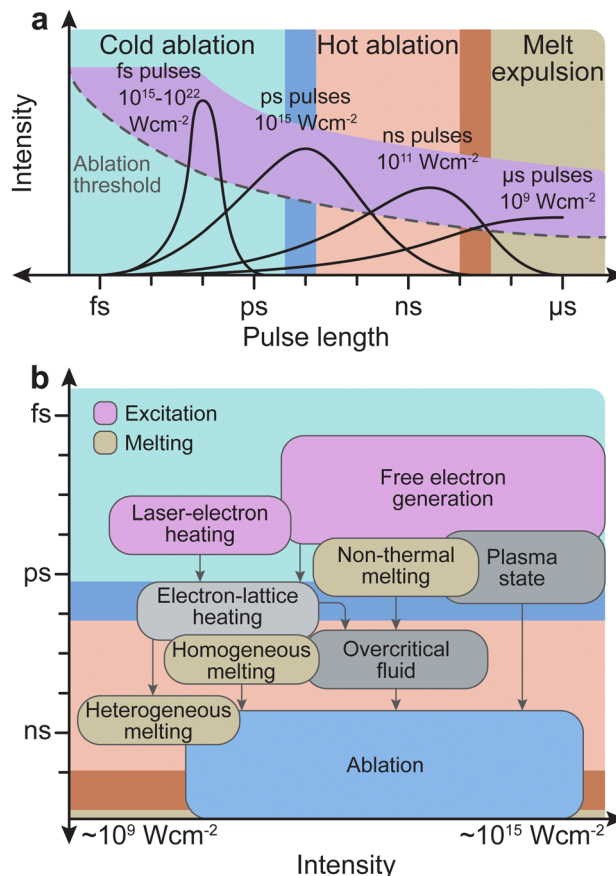 a
Cold ablation
Hot ablation
Melt
expulsion
fs pulses
10¹⁵-10²²
Wcm⁻²
ps pulses
10¹⁵ Wcm⁻²
ns pulses
10¹¹ Wcm⁻²
µs pulses
10⁹ Wcm⁻²
Ablation
threshold
Intensity
fs
ps
ns
µs
Pulse length
b
fs
Excitation
Melting
Free electron
generation
Laser-electron
heating
Non-thermal
melting
Plasma
state
ps
Electron-lattice
heating
Homogeneous
melting
Overcritical
fluid
Heterogeneous
melting
ns
Ablation
~10⁹ Wcm⁻²
~10¹⁵ Wcm⁻²
Intensity